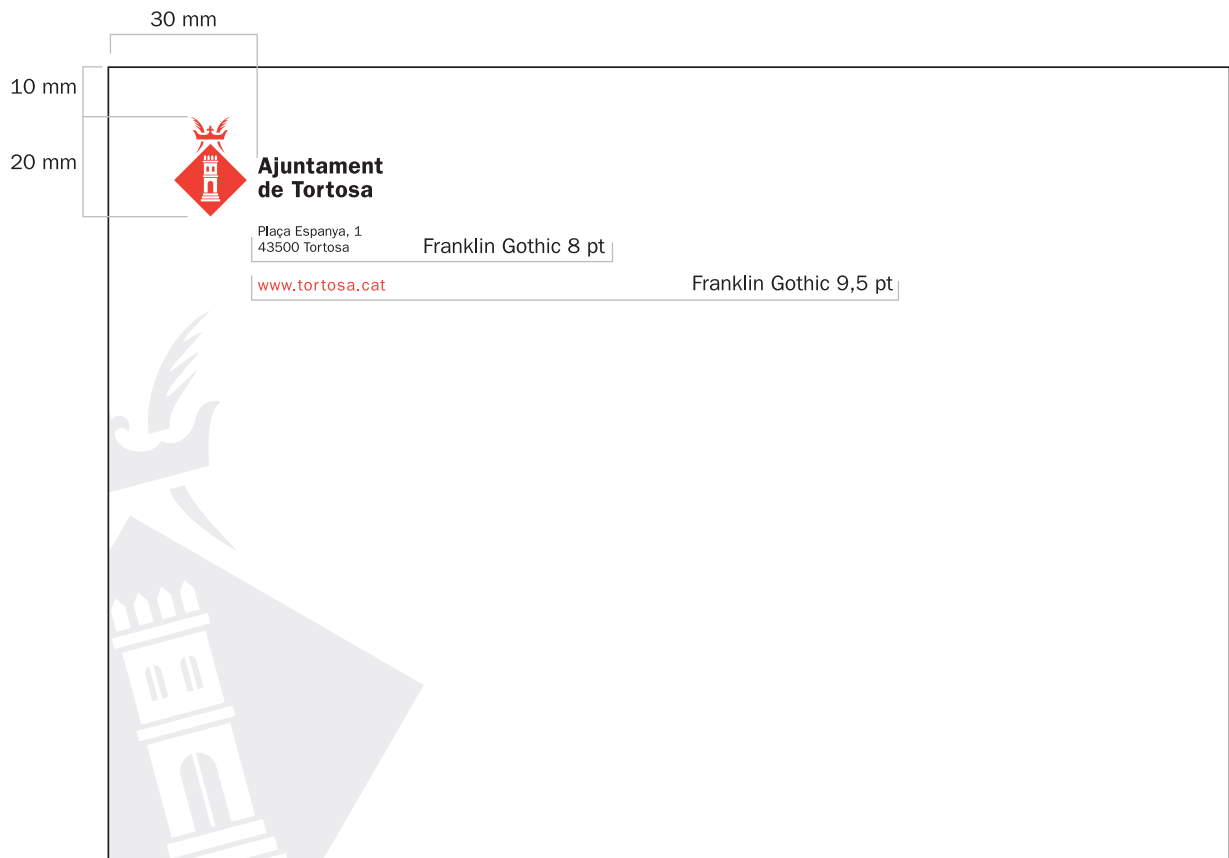 30 mm
10 mm
20 mm
Ajuntament
de Tortosa
Plaça Espanya, 1
43500 Tortosa
Franklin Gothic 8 pt
www.tortosa.cat
Franklin Gothic 9,5 pt